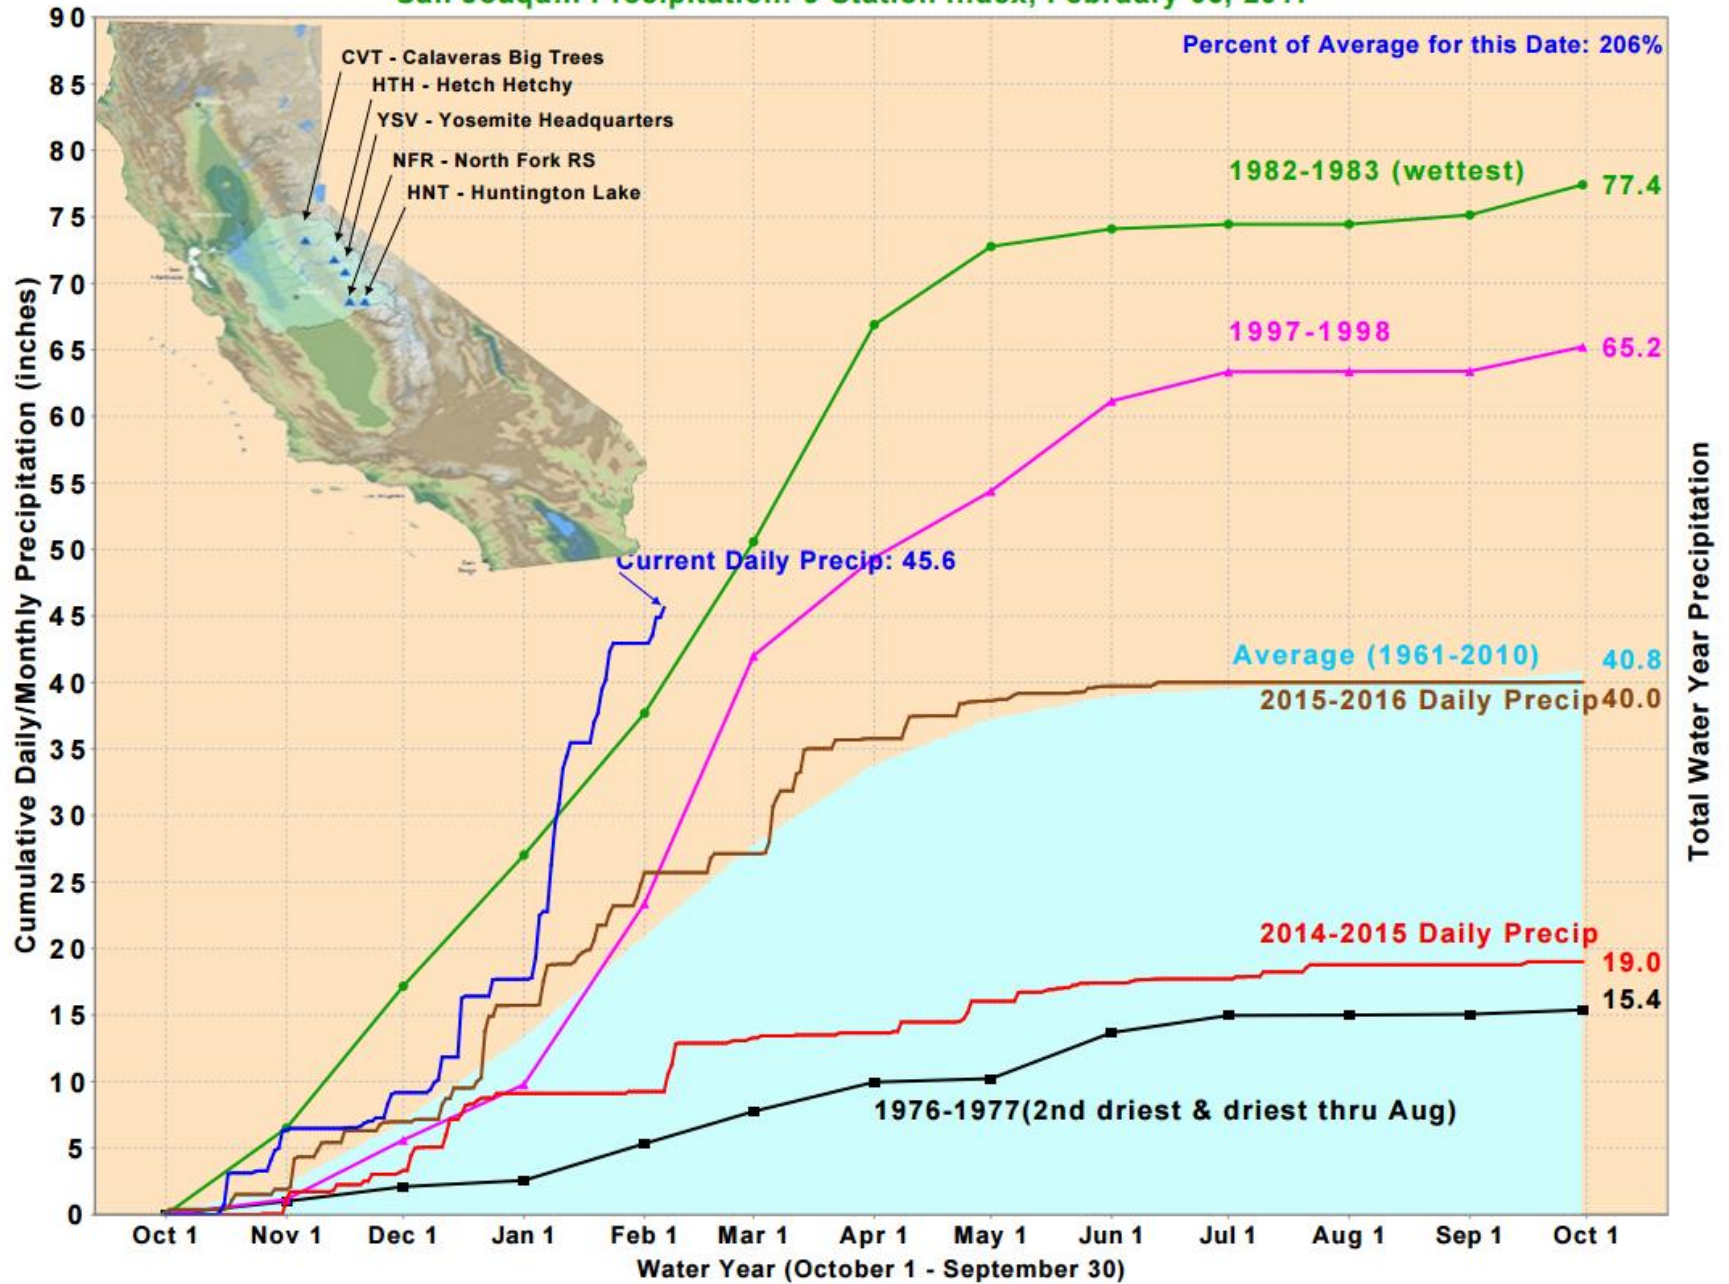 Percent of Average for this Date: 206%
CVT - Calaveras Big Trees
HTH - Hetch Hetchy
YSV - Yosemite Headquarters
NFR - North Fork RS
HNT - Huntington Lake
1982-1983 (wettest)
77.4
1997-1998
65.2
Current Daily Precip: 45.6
Average (1961-2010)
40.8
2015-2016 Daily Precip
40.0
2014-2015 Daily Precip
19.0
15.4
1976-1977(2nd driest & driest thru Aug)
Cumulative Daily/Monthly Precipitation (inches)
90
85
80
75
70
65
60
55
50
45
40
35
30
25
20
15
10
5
0
Total Water Year Precipitation
Oct 1 Nov 1 Dec 1 Jan 1 Feb 1 Mar 1 Apr 1 May 1 Jun 1 Jul 1 Aug 1 Sep 1 Oct 1
Water Year (October 1 - September 30)